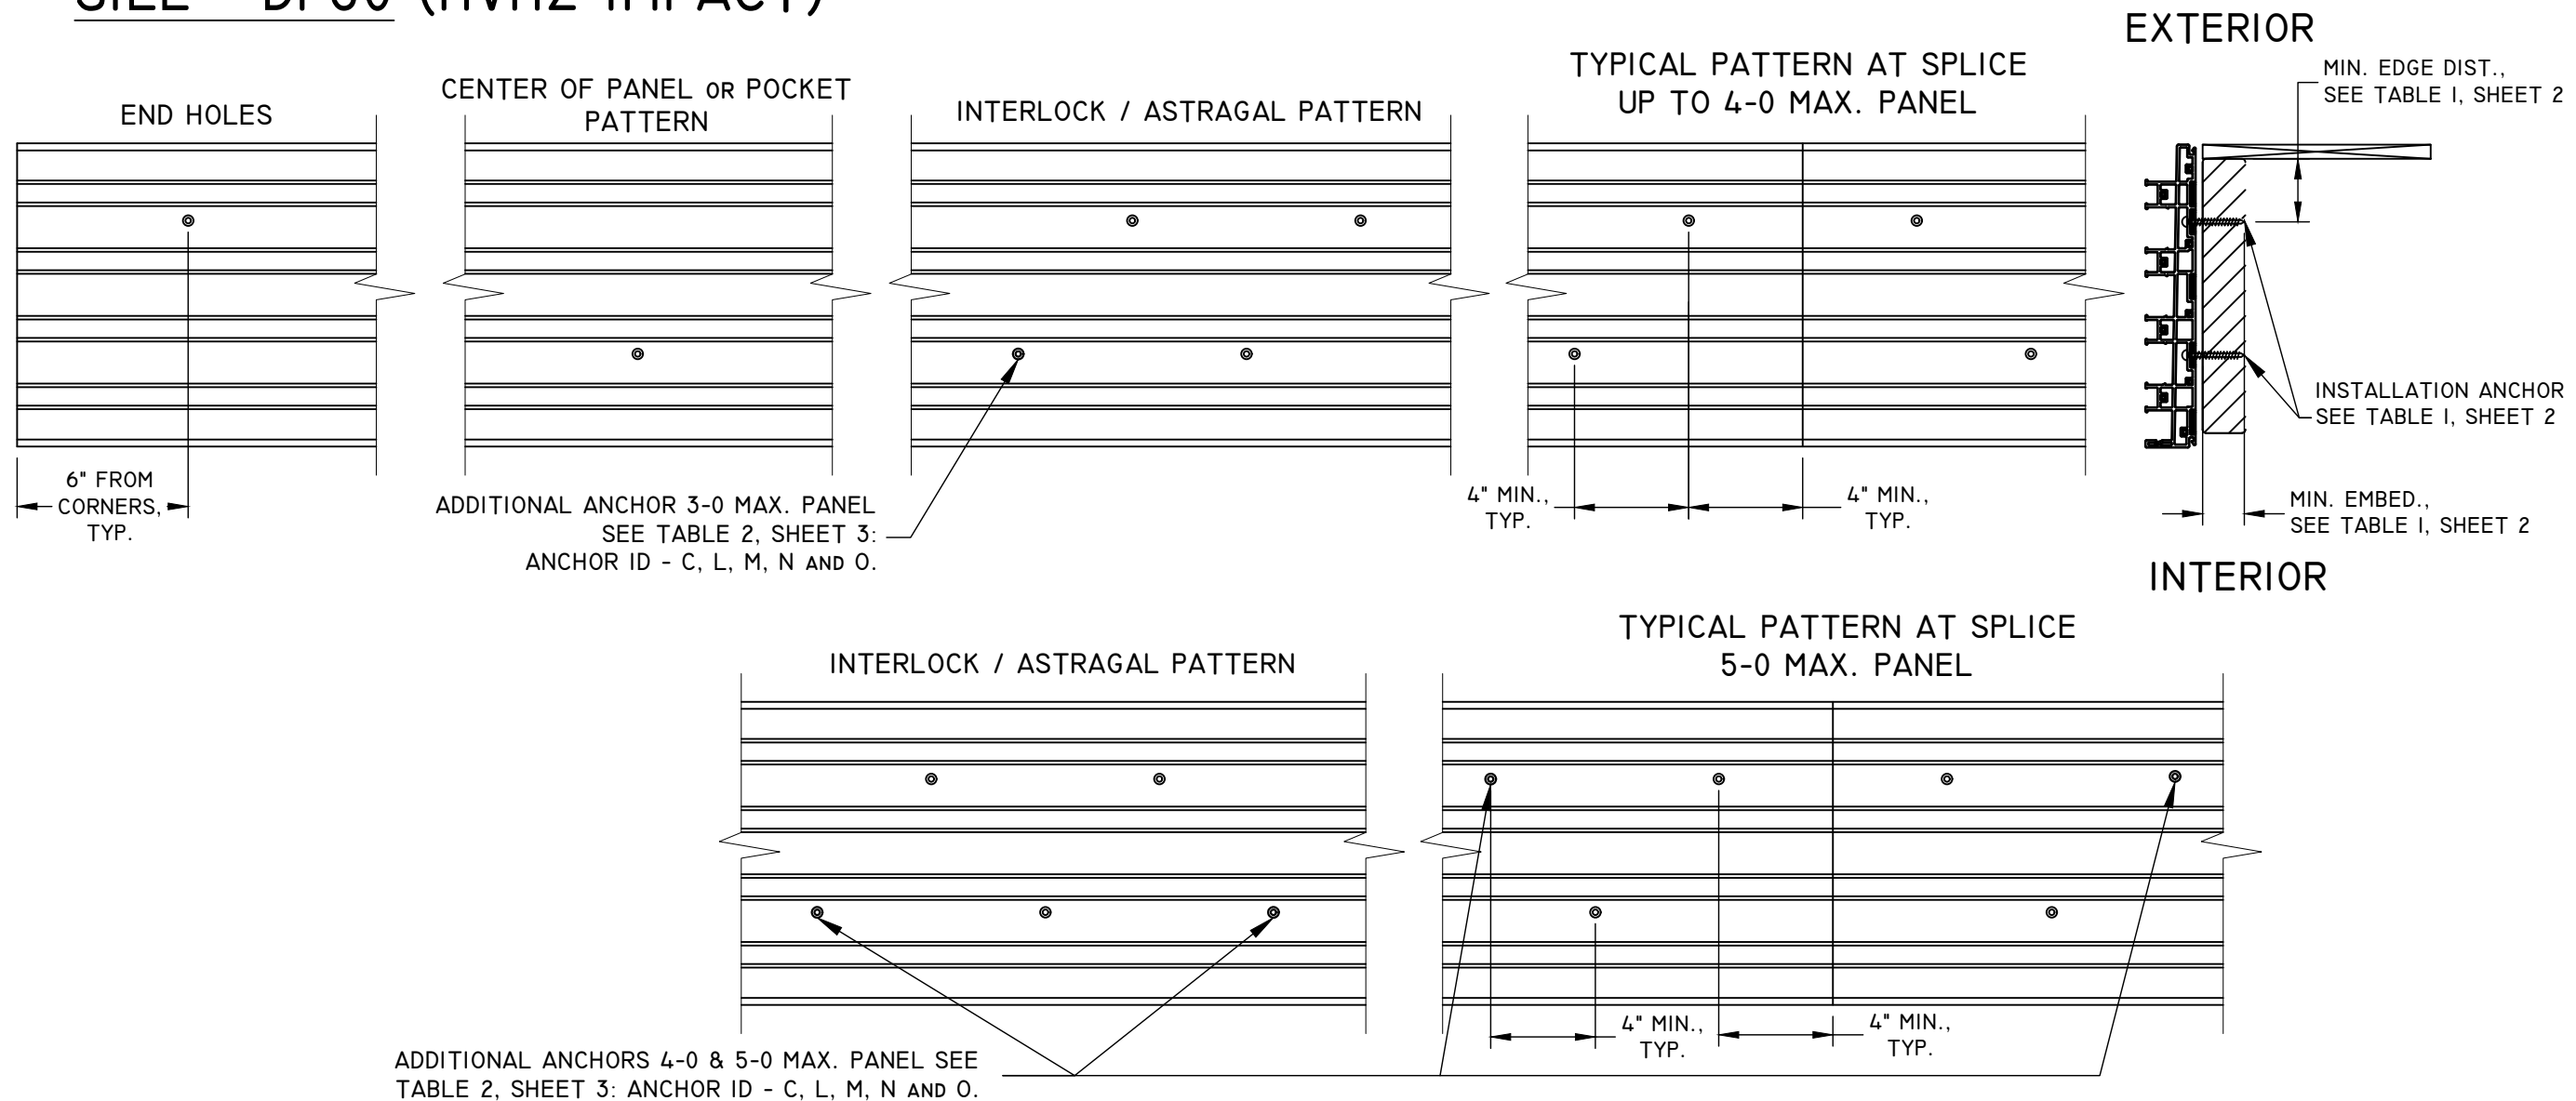 EXTERIOR
TYPICAL PATTERN AT SPLICE
UP TO 4-0 MAX. PANEL
MIN. EDGE DIST.,
SEE TABLE 1, SHEET 2
END HOLES
CENTER OF PANEL OR POCKET
PATTERN
INTERLOCK / ASTRAGAL PATTERN
6" FROM
CORNERS,
TYP.
ADDITIONAL ANCHOR 3-0 MAX. PANEL
SEE TABLE 2, SHEET 3:
ANCHOR ID - C, L, M, N AND O.
4" MIN.,
TYP.
4" MIN.,
TYP.
INSTALLATION ANCHOR
SEE TABLE 1, SHEET 2
MIN. EMBED.,
SEE TABLE 1, SHEET 2
INTERIOR
INTERLOCK / ASTRAGAL PATTERN
TYPICAL PATTERN AT SPLICE
5-0 MAX. PANEL
4" MIN.,
TYP.
4" MIN.,
TYP.
ADDITIONAL ANCHORS 4-0 & 5-0 MAX. PANEL SEE
TABLE 2, SHEET 3: ANCHOR ID - C, L, M, N AND O.